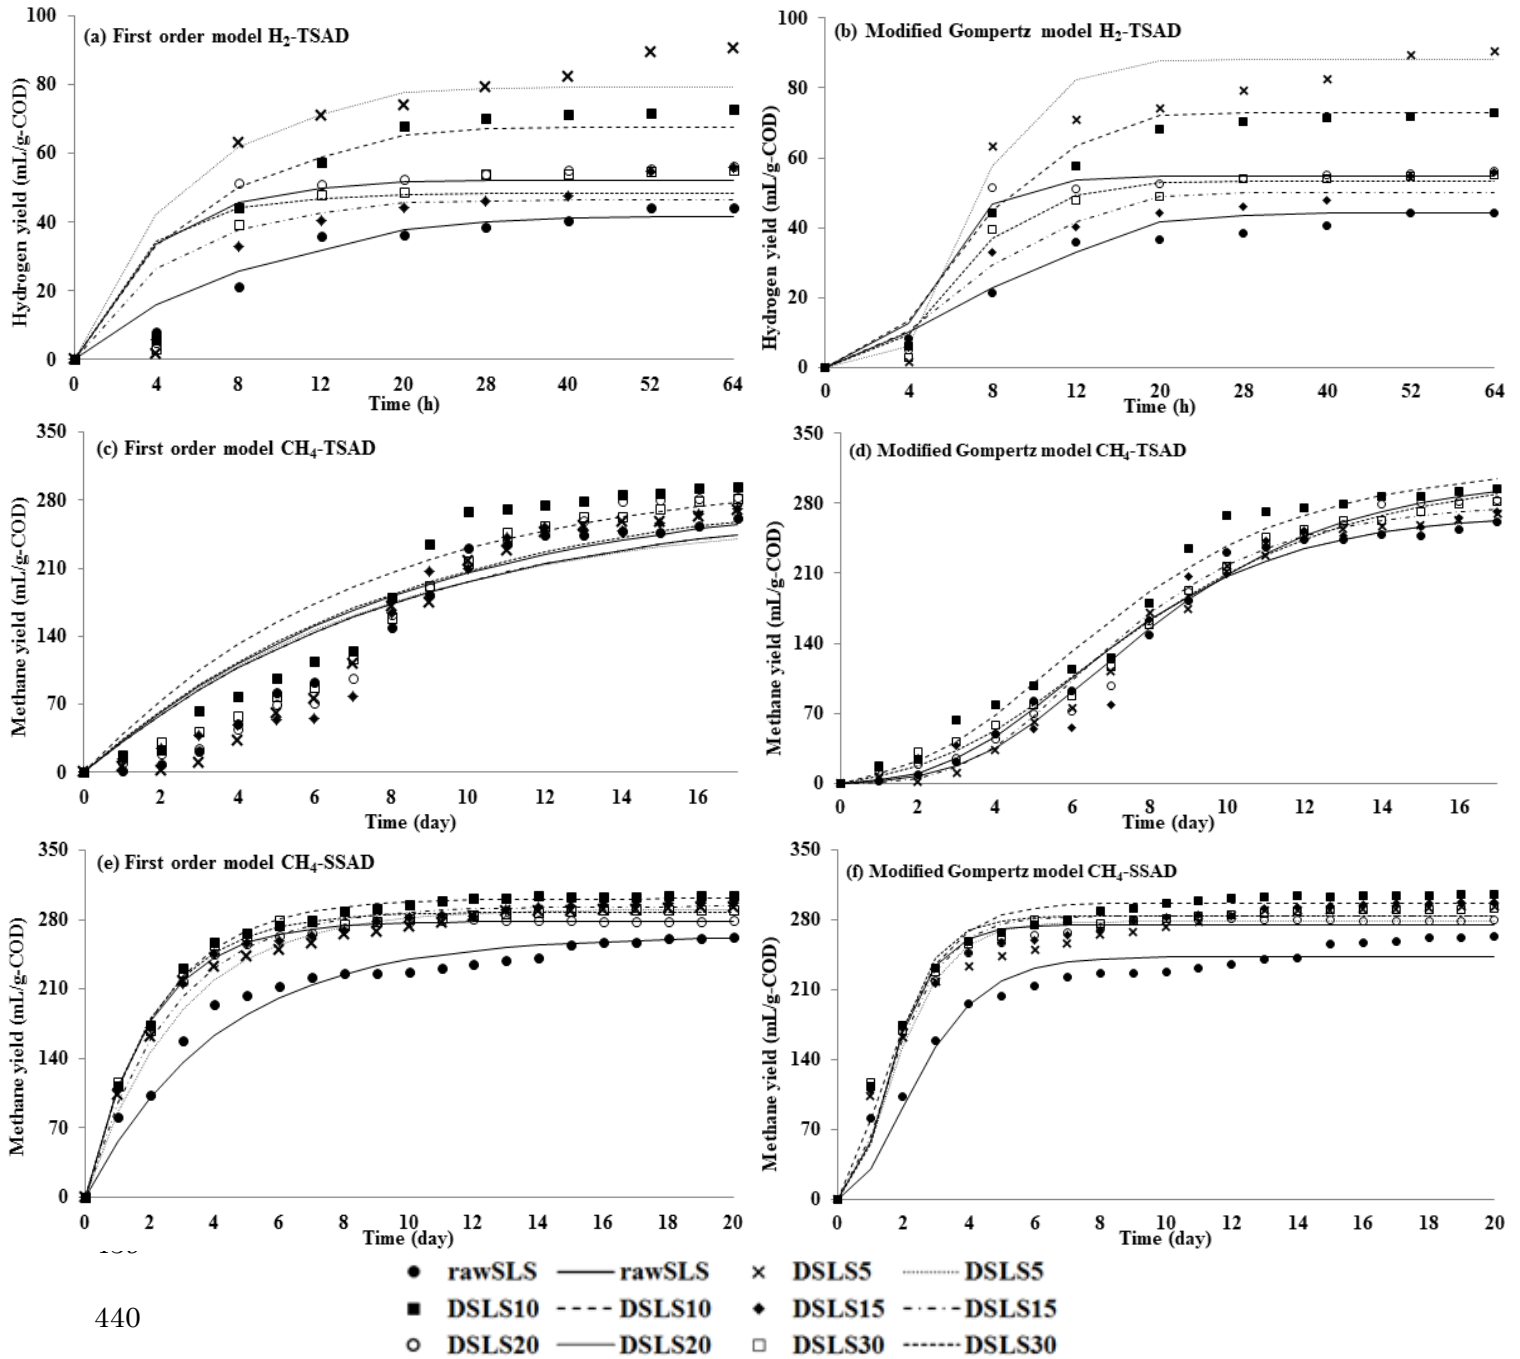 (a) First order model H₂-TSAD
Hydrogen yield (mL/g-COD)
100
80
60
40
20
0
0 4 8 12 20 28 40 52 64
Time (h)
(b) Modified Gompertz model H₂-TSAD
Hydrogen yield (mL/g-COD)
100
80
60
40
20
0
0 4 8 12 20 28 40 52 64
Time (h)
(c) First order model CH₄-TSAD
Methane yield (mL/g-COD)
350
280
210
140
70
0
0 2 4 6 8 10 12 14 16
Time (day)
(d) Modified Gompertz model CH₄-TSAD
Methane yield (mL/g-COD)
350
280
210
140
70
0
0 2 4 6 8 10 12 14 16
Time (day)
(e) First order model CH₄-SSAD
Methane yield (mL/g-COD)
350
280
210
140
70
0
0 2 4 6 8 10 12 14 16 18 20
Time (day)
(f) Modified Gompertz model CH₄-SSAD
Methane yield (mL/g-COD)
350
280
210
140
70
0
0 2 4 6 8 10 12 14 16 18 20
Time (day)
rawSLS rawSLS DSLS5 DSLS5
DSLS10 DSLS10 DSLS15 DSLS15
DSLS20 DSLS20 DSLS30 DSLS30
440